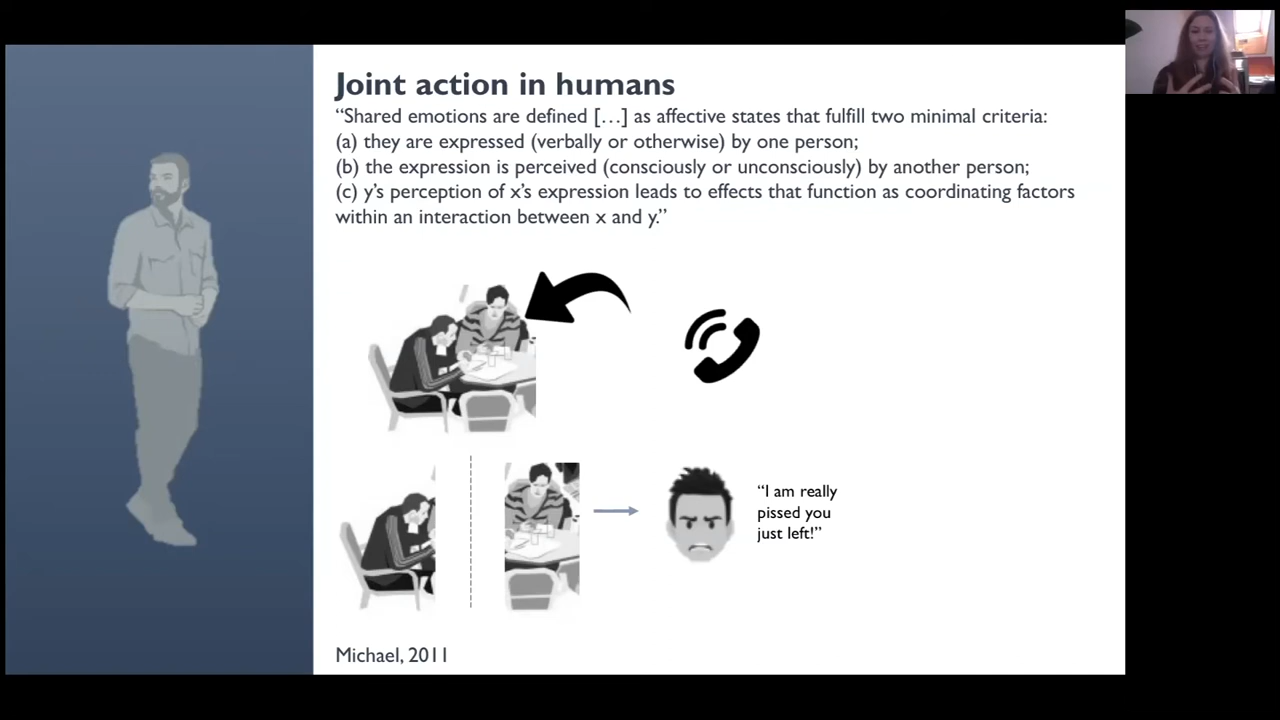 Joint action in humans
“Shared emotions are defined […] as affective states that fulfill two minimal criteria:
(a) they are expressed (verbally or otherwise) by one person;
(b) the expression is perceived (consciously or unconsciously) by another person;
(c) y’s perception of x’s expression leads to effects that function as coordinating factors
within an interaction between x and y.”
“I am really
pissed you
just left!”
Michael, 2011